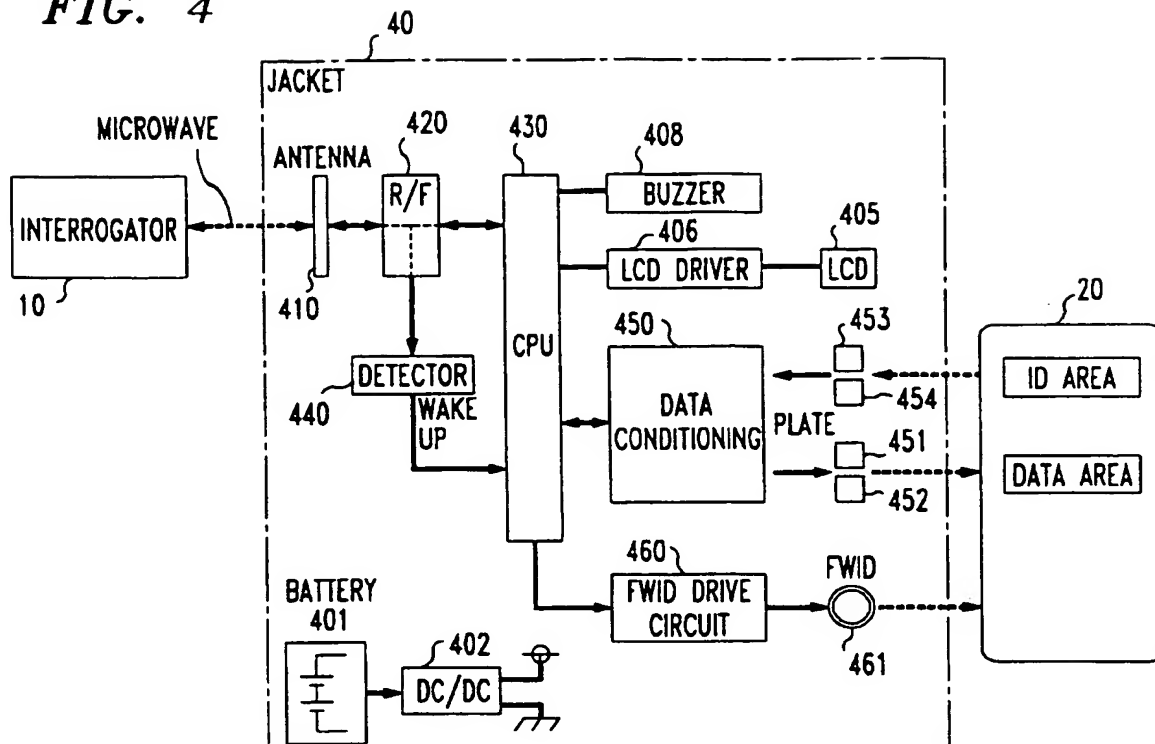 FIG. 4
40
JACKET
MICROWAVE
ANTENNA
420
430
408
R/F
BUZZER
INTERROGATOR
406
405
LCD DRIVER
LCD
10
410
20
CPU
450
453
DETECTOR
ID AREA
440
WAKE
UP
DATA
CONDITIONING
454
PLATE
451
DATA AREA
452
460
FWID
BATTERY
401
FWID DRIVE
CIRCUIT
402
461
DC/DC